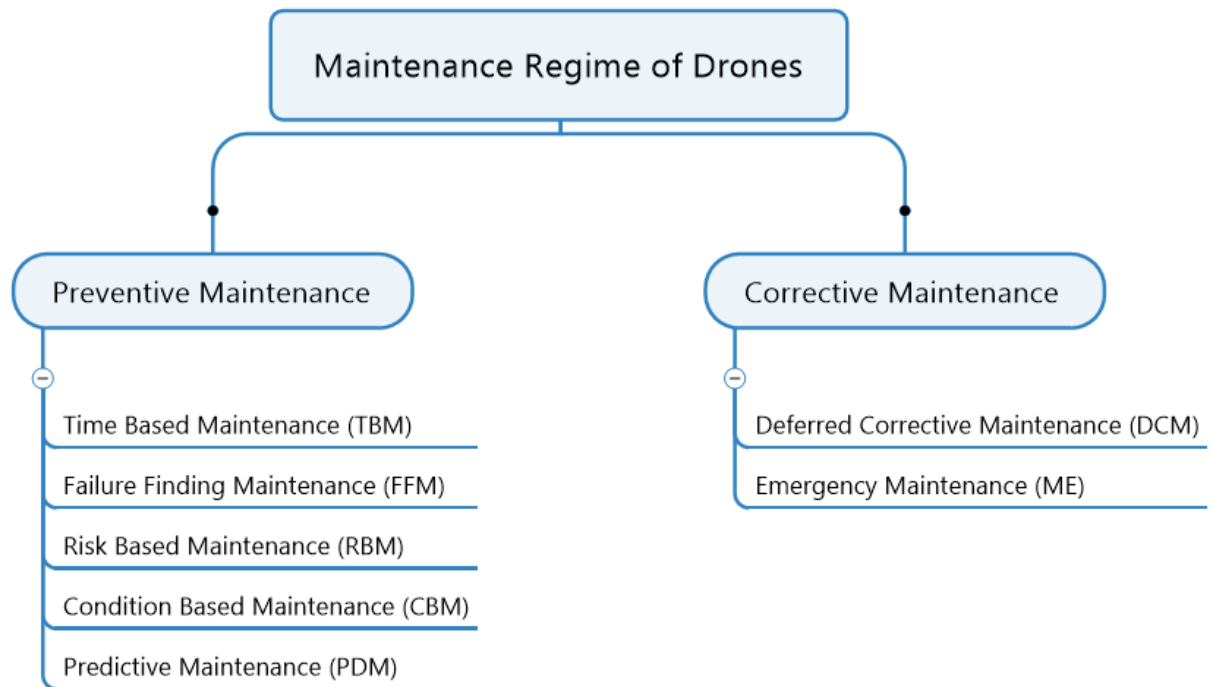 Maintenance Regime of Drones
Preventive Maintenance
Time Based Maintenance (TBM)
Failure Finding Maintenance (FFM)
Risk Based Maintenance (RBM)
Condition Based Maintenance (CBM)
Predictive Maintenance (PDM)
Corrective Maintenance
Deferred Corrective Maintenance (DCM)
Emergency Maintenance (ME)